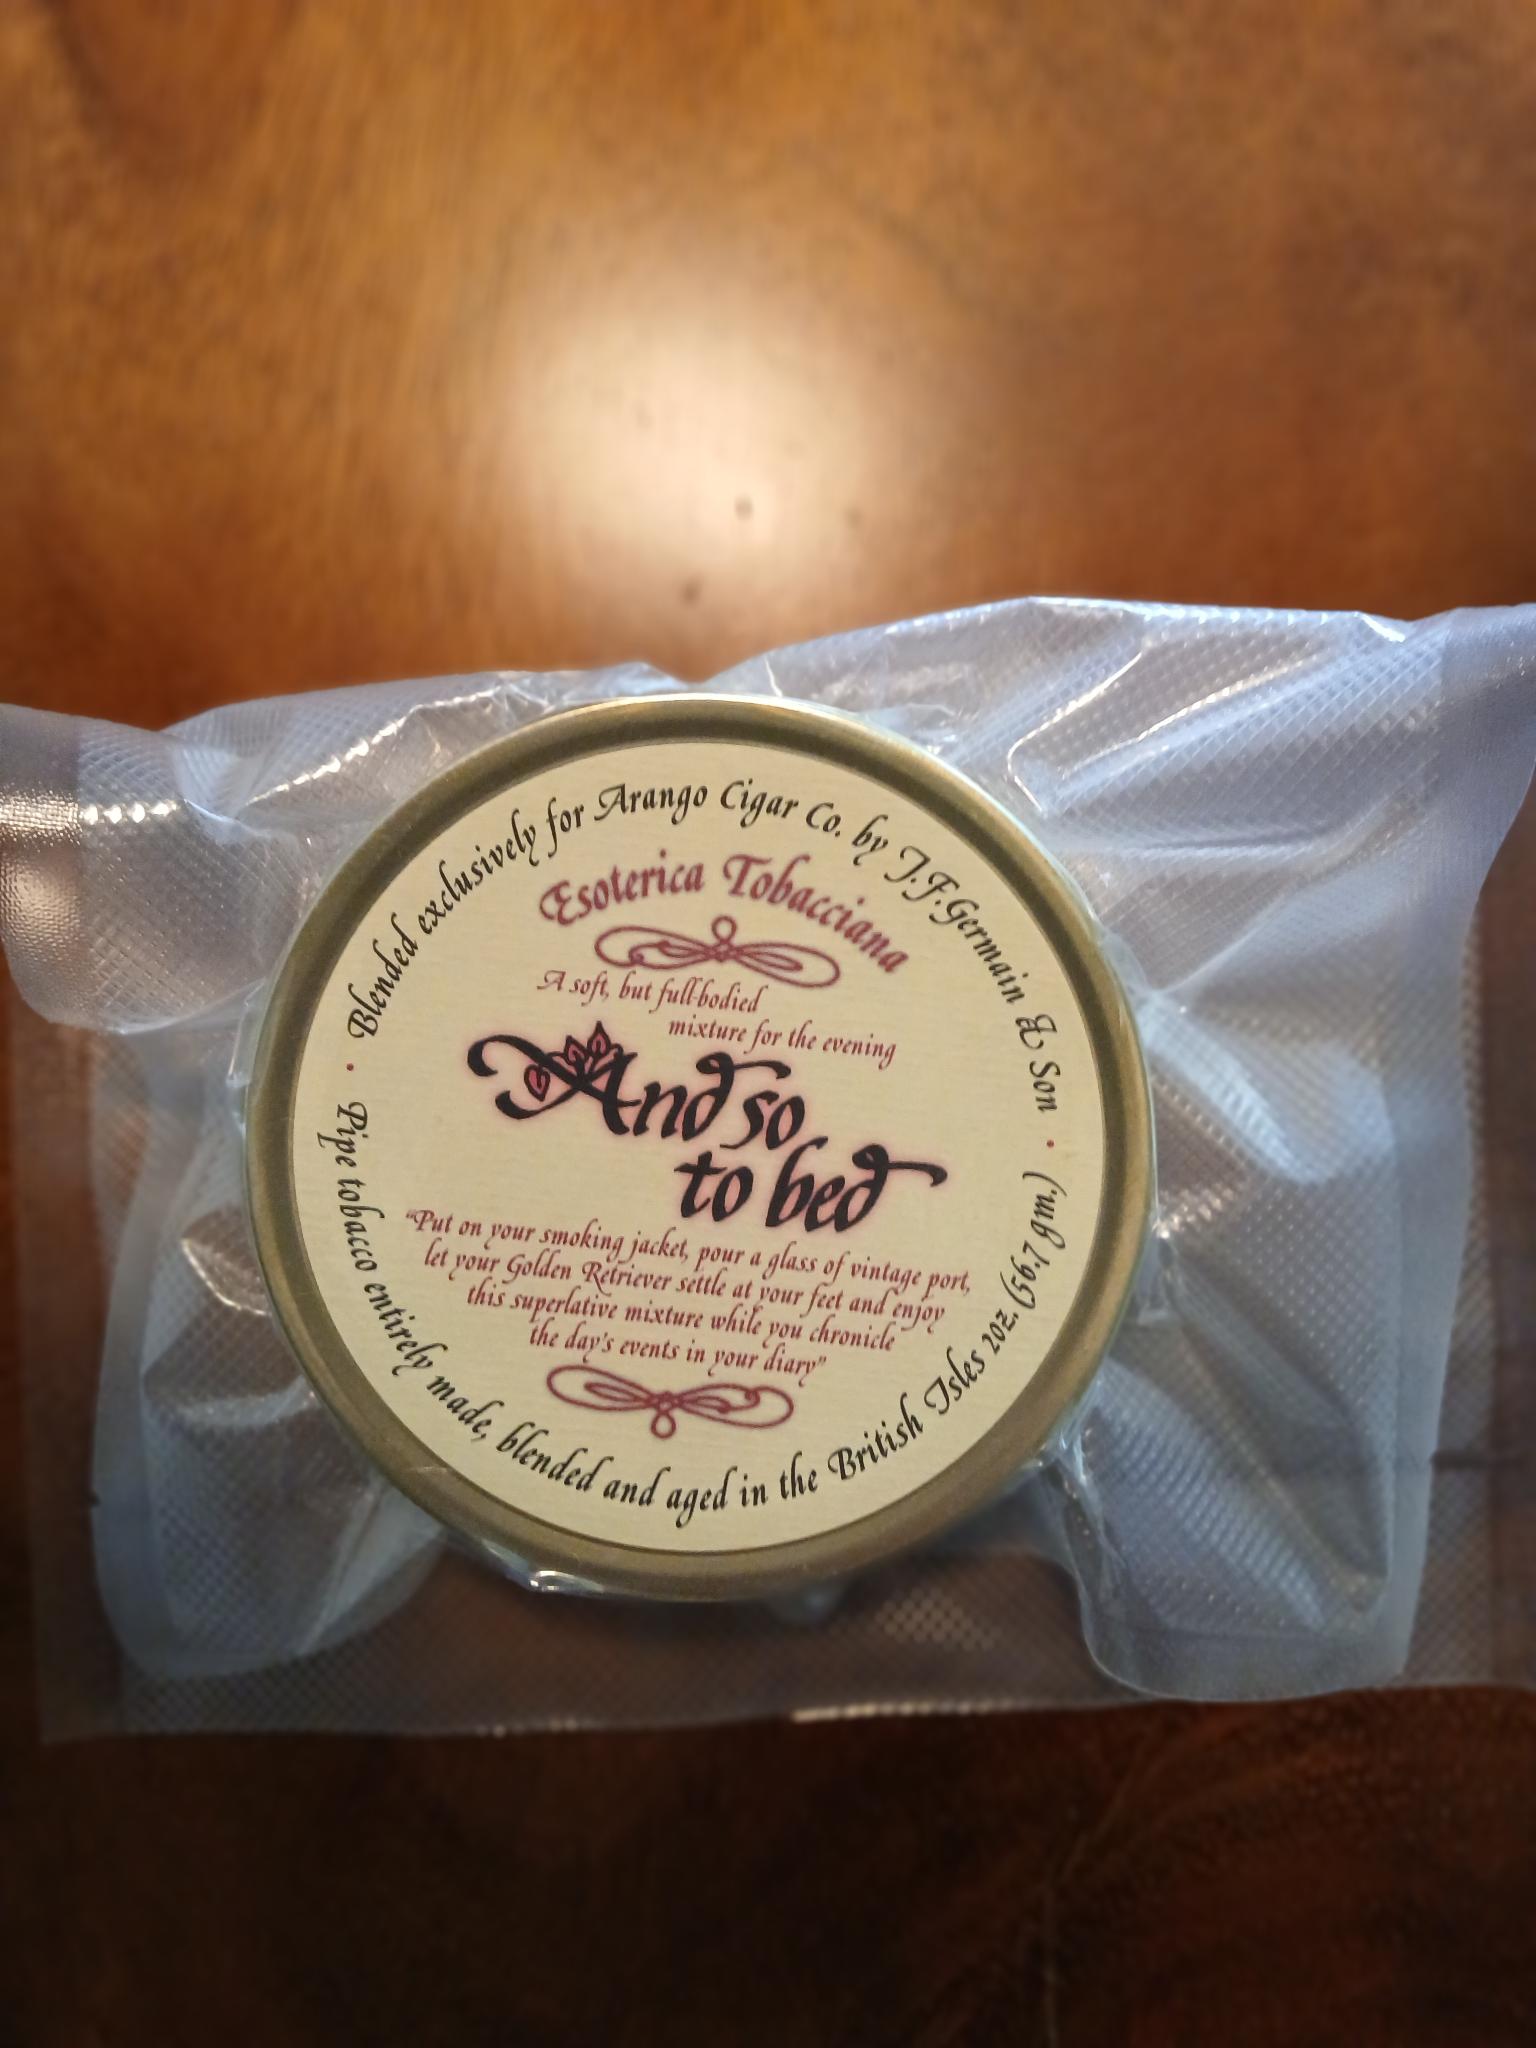 Blended exclusively for Arango Cigar Co. by J.F.Germain & Son
Esoterica Tobacciana
A soft, but full-bodied
mixture for the evening
And so
to bed
"Put on your smoking jacket, pour a glass of vintage port,
let your Golden Retriever settle at your feet and enjoy
this superlative mixture while you chronicle
the day's events in your diary"
Pipe tobacco entirely made, blended and aged in the British Isles 2oz. (56.7 gm.)